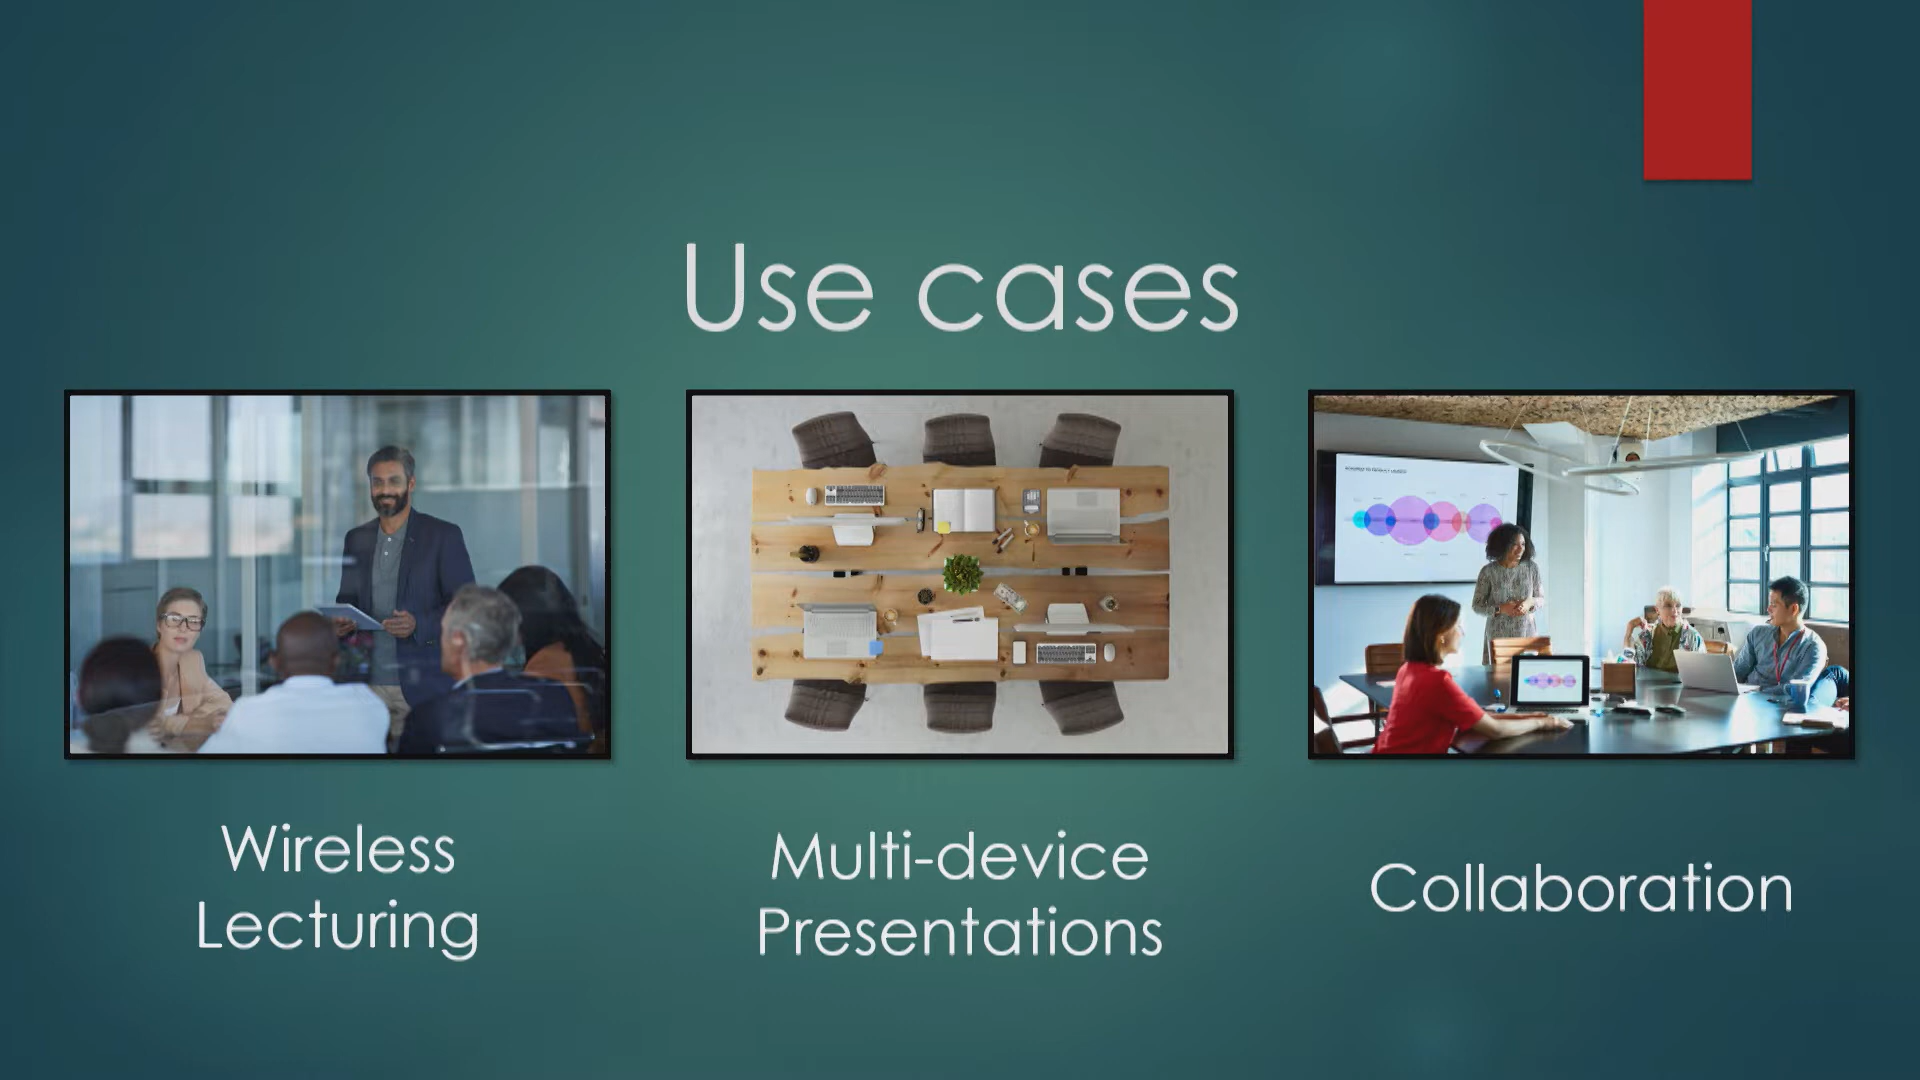 Use cases
Wireless
Lecturing
Multi-device
Presentations
Collaboration